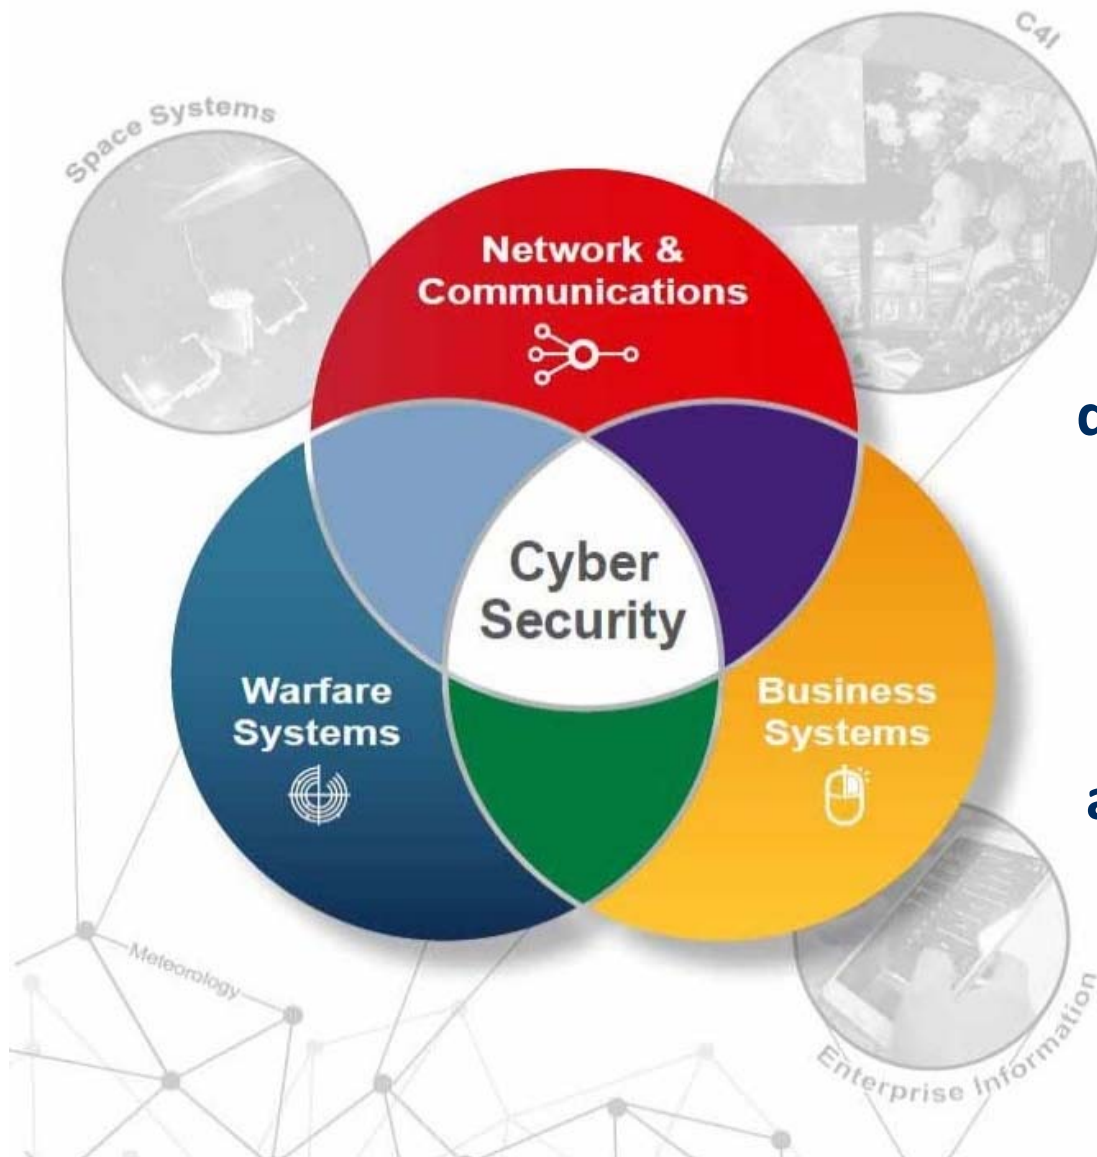 C4I
Space Systems
Network &
Communications
Cyber
Security
Warfare
Systems
Business
Systems
Meteorology
Enterprise Information